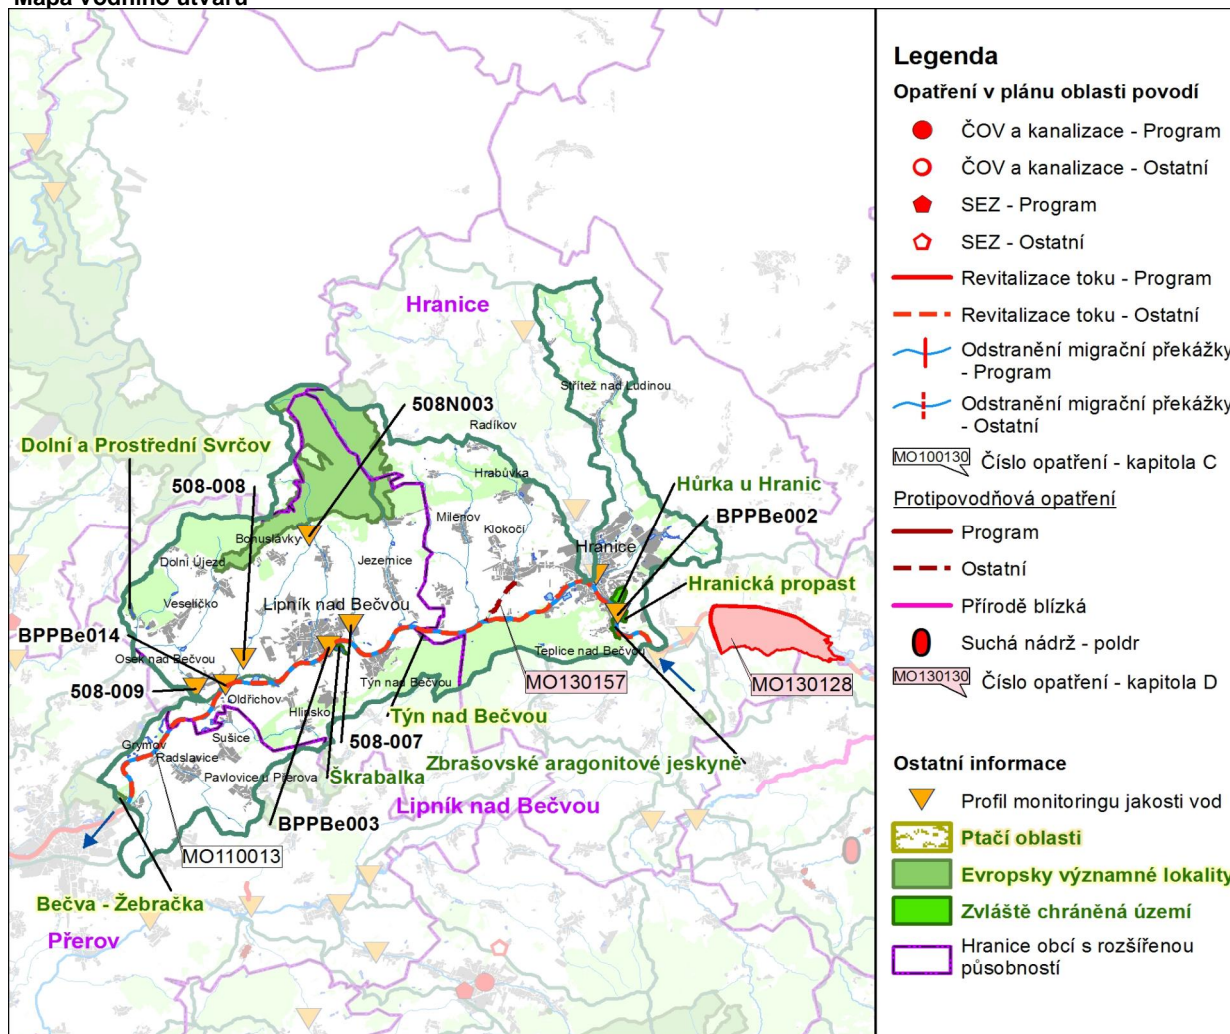 Mapa vodního útvaru
Hranice
Střítež nad Ludinou
508N003
Radíkov
Dolní a Prostřední Svrčov
Hrabůvka
508-008
Hůrka u Hranic
BPPBe002
Milenov
Klokočí
Bohuslávky
Hranice
Dolní Újezd
Jezernice
Hranická propast
Veselíčko
Lipník nad Bečvou
BPPBe014
Osek nad Bečvou
Teplice nad Bečvou
508-009
Týn nad Bečvou
MO130157
MO130128
Oldřichov
Hlinsko
Týn nad Bečvou
Sušice
508-007
Grymov
Radslavice
Zbrašovské aragonitové jeskyně
Pavlovice u Přerova
Škrabalka
Lipník nad Bečvou
BPPBe003
MO110013
Bečva - Žebračka
Přerov
Legenda
Opatření v plánu oblasti povodí
ČOV a kanalizace - Program
ČOV a kanalizace - Ostatní
SEZ - Program
SEZ - Ostatní
Revitalizace toku - Program
Revitalizace toku - Ostatní
Odstranění migrační překážky
- Program
Odstranění migrační překážky
- Ostatní
MO100130 Číslo opatření - kapitola C
Protipovodňová opatření
Program
Ostatní
Přírodě blízká
Suchá nádrž - poldr
MO130130 Číslo opatření - kapitola D
Ostatní informace
Profil monitoringu jakosti vod
Ptačí oblasti
Evropsky významné lokality
Zvláště chráněná území
Hranice obcí s rozšířenou
působností